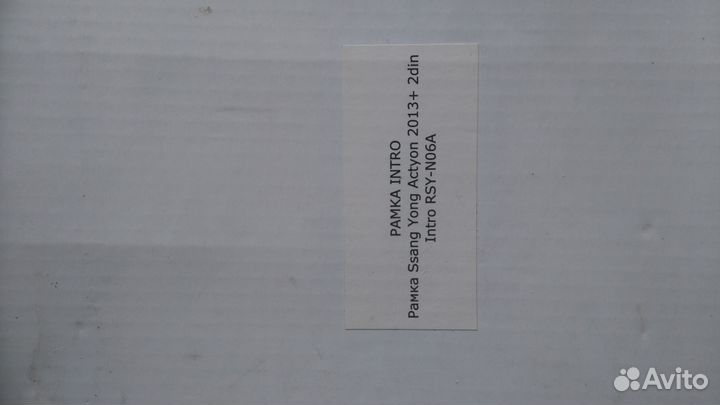 РАМКА INTRO
Рамка Ssang Yong Actyon 2013+ 2din
Intro RSY-N06A
Avito